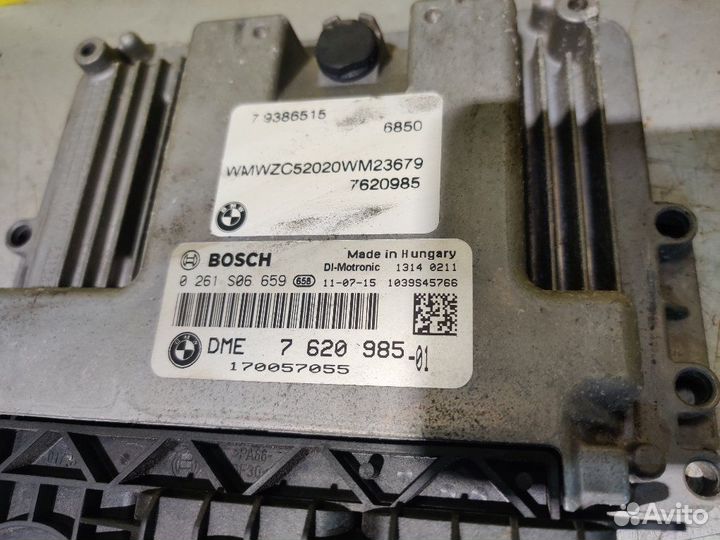 7 9386515
6850
WMWZC52020WM23679
7620985
BOSCH
Made in Hungary
DI-Motronic 1314 0211
0 261 S06 659 658 11-07-15 1039S45766
DME 7 620 985-01
170057055
Avito